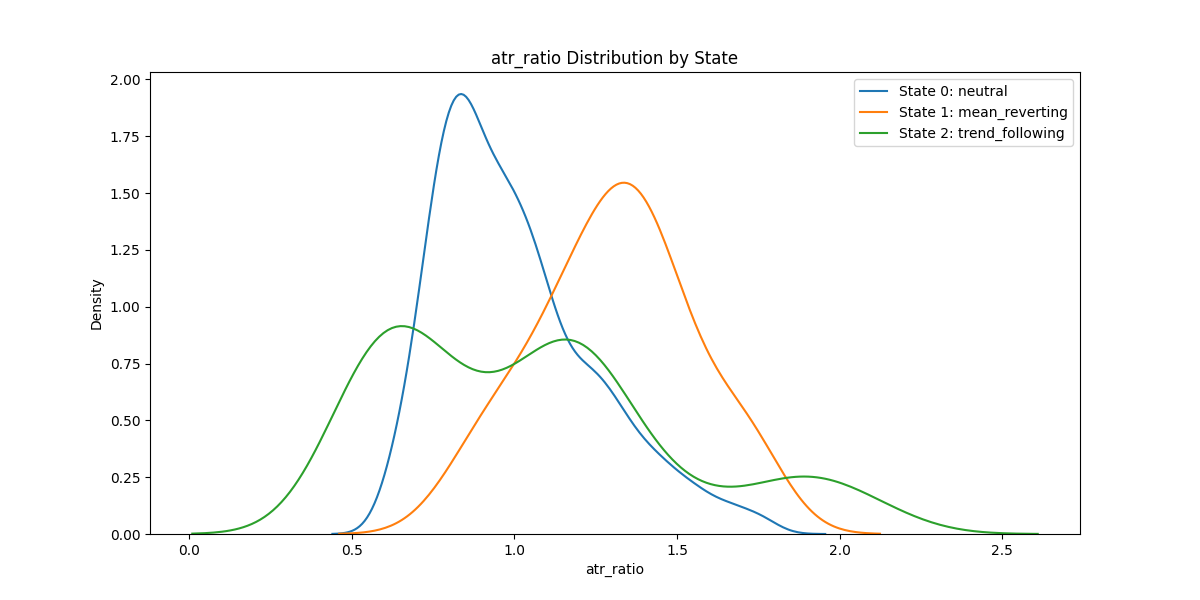 atr_ratio Distribution by State
State 0: neutral
State 1: mean_reverting
State 2: trend_following
Density
2.00
1.75
1.50
1.25
1.00
0.75
0.50
0.25
0.00
0.0 0.5 1.0 1.5 2.0 2.5
atr_ratio